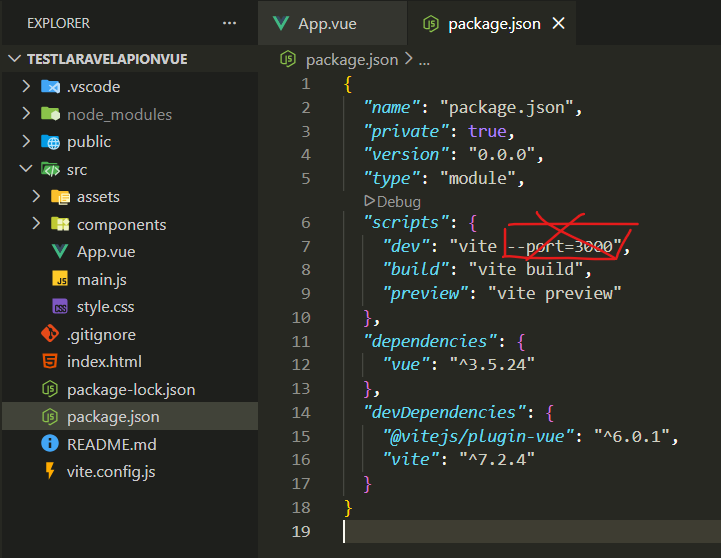 EXPLORER
TESTLARAVELAPIONVUE
.vscode
node_modules
public
src
assets
components
App.vue
main.js
style.css
.gitignore
index.html
package-lock.json
package.json
README.md
vite.config.js
App.vue
package.json
package.json > ...
1 {
2 "name": "package.json",
3 "private": true,
4 "version": "0.0.0",
5 "type": "module",
Debug
6 "scripts": {
7 "dev": "vite --port=3000",
8 "build": "vite build",
9 "preview": "vite preview"
10 },
11 "dependencies": {
12 "vue": "^3.5.24"
13 },
14 "devDependencies": {
15 "@vitejs/plugin-vue": "^6.0.1",
16 "vite": "^7.2.4"
17 }
18 }
19